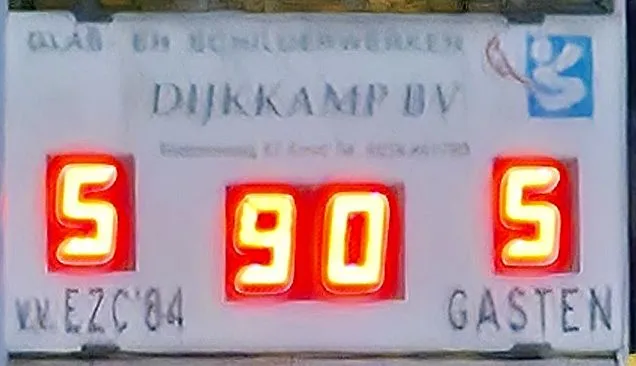 GLAS- EN SCHILDERWERKEN
DIJKKAMP BV
5 90 5
v.v. EZC'84 GASTEN